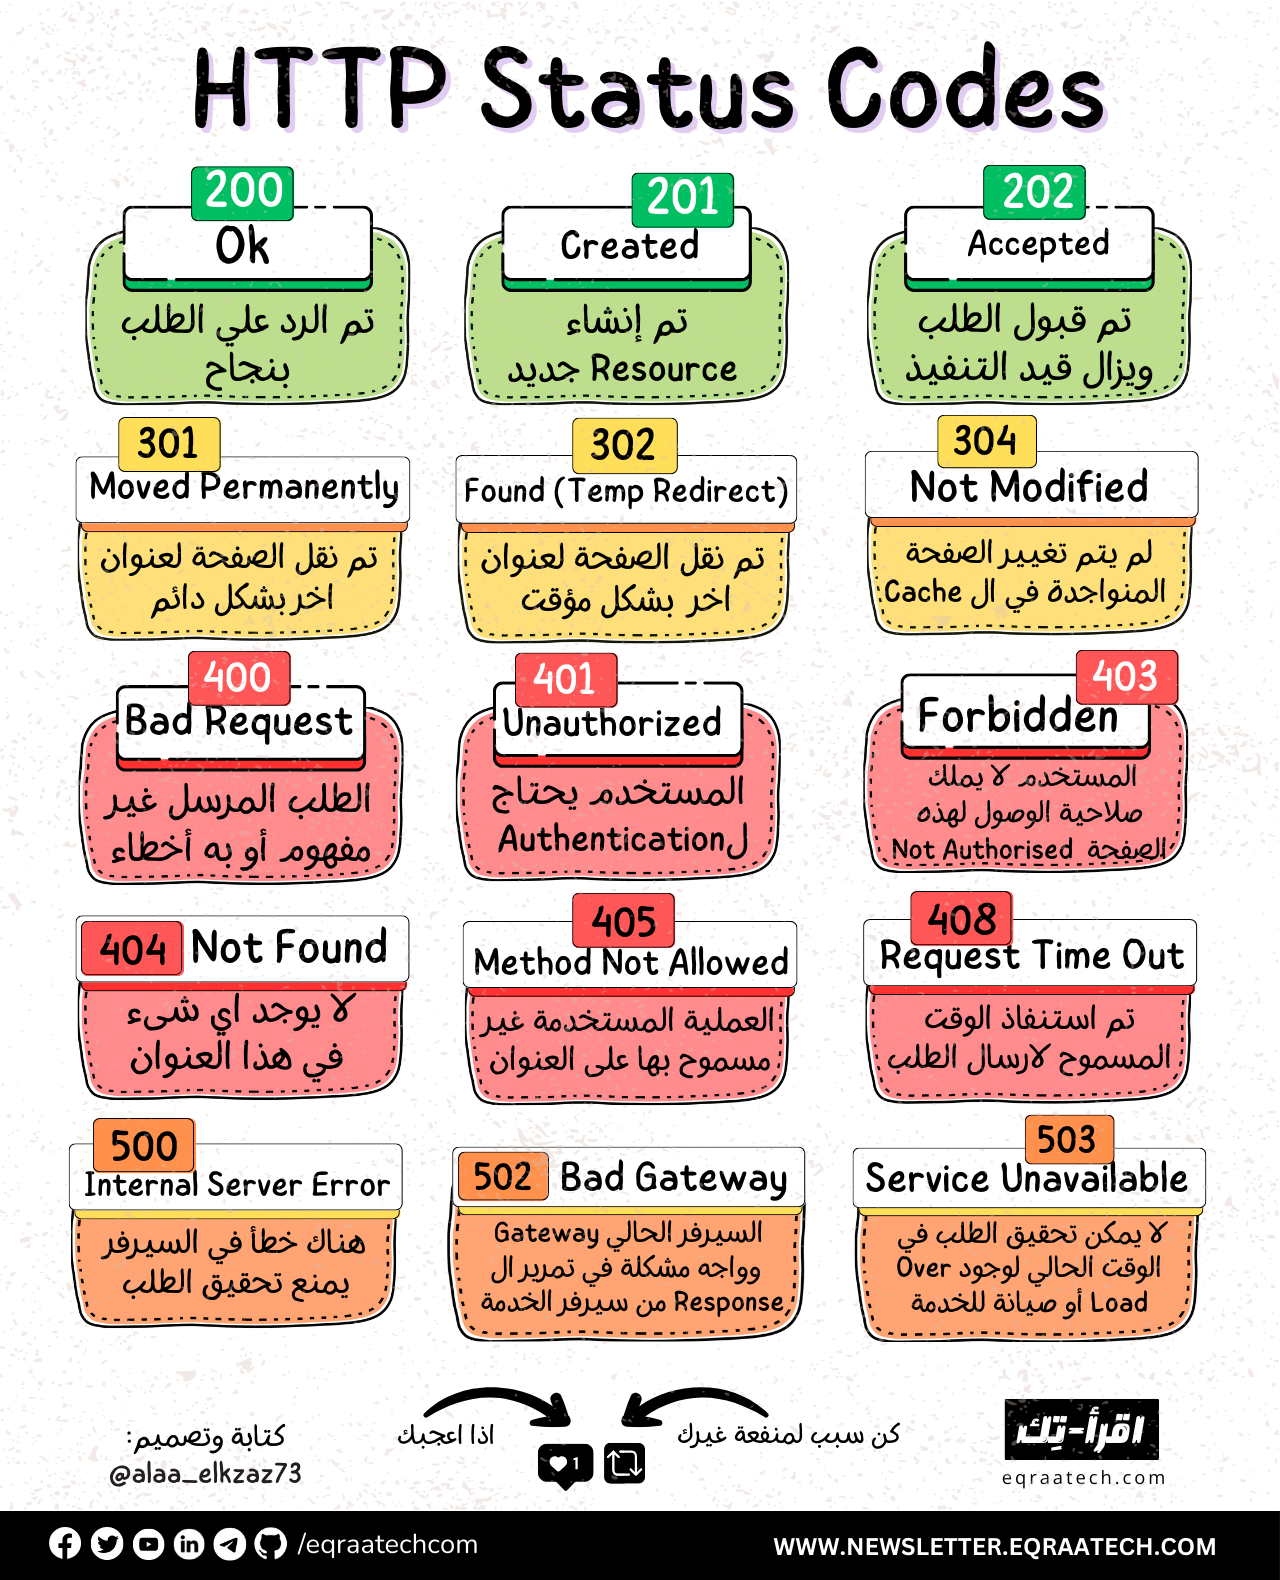 HTTP Status Codes
200
Ok
تم الرد علي الطلب
بنجاح
201
Created
تم إنشاء
Resource جديد
202
Accepted
تم قبول الطلب
ويزال قيد التنفيذ
301
Moved Permanently
تم نقل الصفحة لعنوان
اخر بشكل دائم
302
Found (Temp Redirect)
تم نقل الصفحة لعنوان
اخر بشكل مؤقت
304
Not Modified
لم يتم تغيير الصفحة
المنواجدة في ال Cache
400
Bad Request
الطلب المرسل غير
مفهوم أو به أخطاء
401
Unauthorized
المستخدم يحتاج
لAuthentication
403
Forbidden
المستخدم لا يملك
صلاحية الوصول لهذه
الصفحة Not Authorised
404 Not Found
لا يوجد اي شىء
في هذا العنوان
405
Method Not Allowed
العملية المستخدمة غير
مسموح بها على العنوان
408
Request Time Out
تم استنفاذ الوقت
المسموح لارسال الطلب
500
Internal Server Error
هناك خطأ في السيرفر
يمنع تحقيق الطلب
502 Bad Gateway
السيرفر الحالي Gateway
وواجه مشكلة في تمرير ال
Response من سيرفر الخدمة
503
Service Unavailable
لا يمكن تحقيق الطلب في
الوقت الحالي لوجود Over
Load أو صيانة للخدمة
كتابة وتصميم:
@alaa_elkzaz73
اذا اعجبك
1
كن سبب لمنفعة غيرك
اقرأ-تِك
eqraatech.com
/eqraatechcom
WWW.NEWSLETTER.EQRAATECH.COM